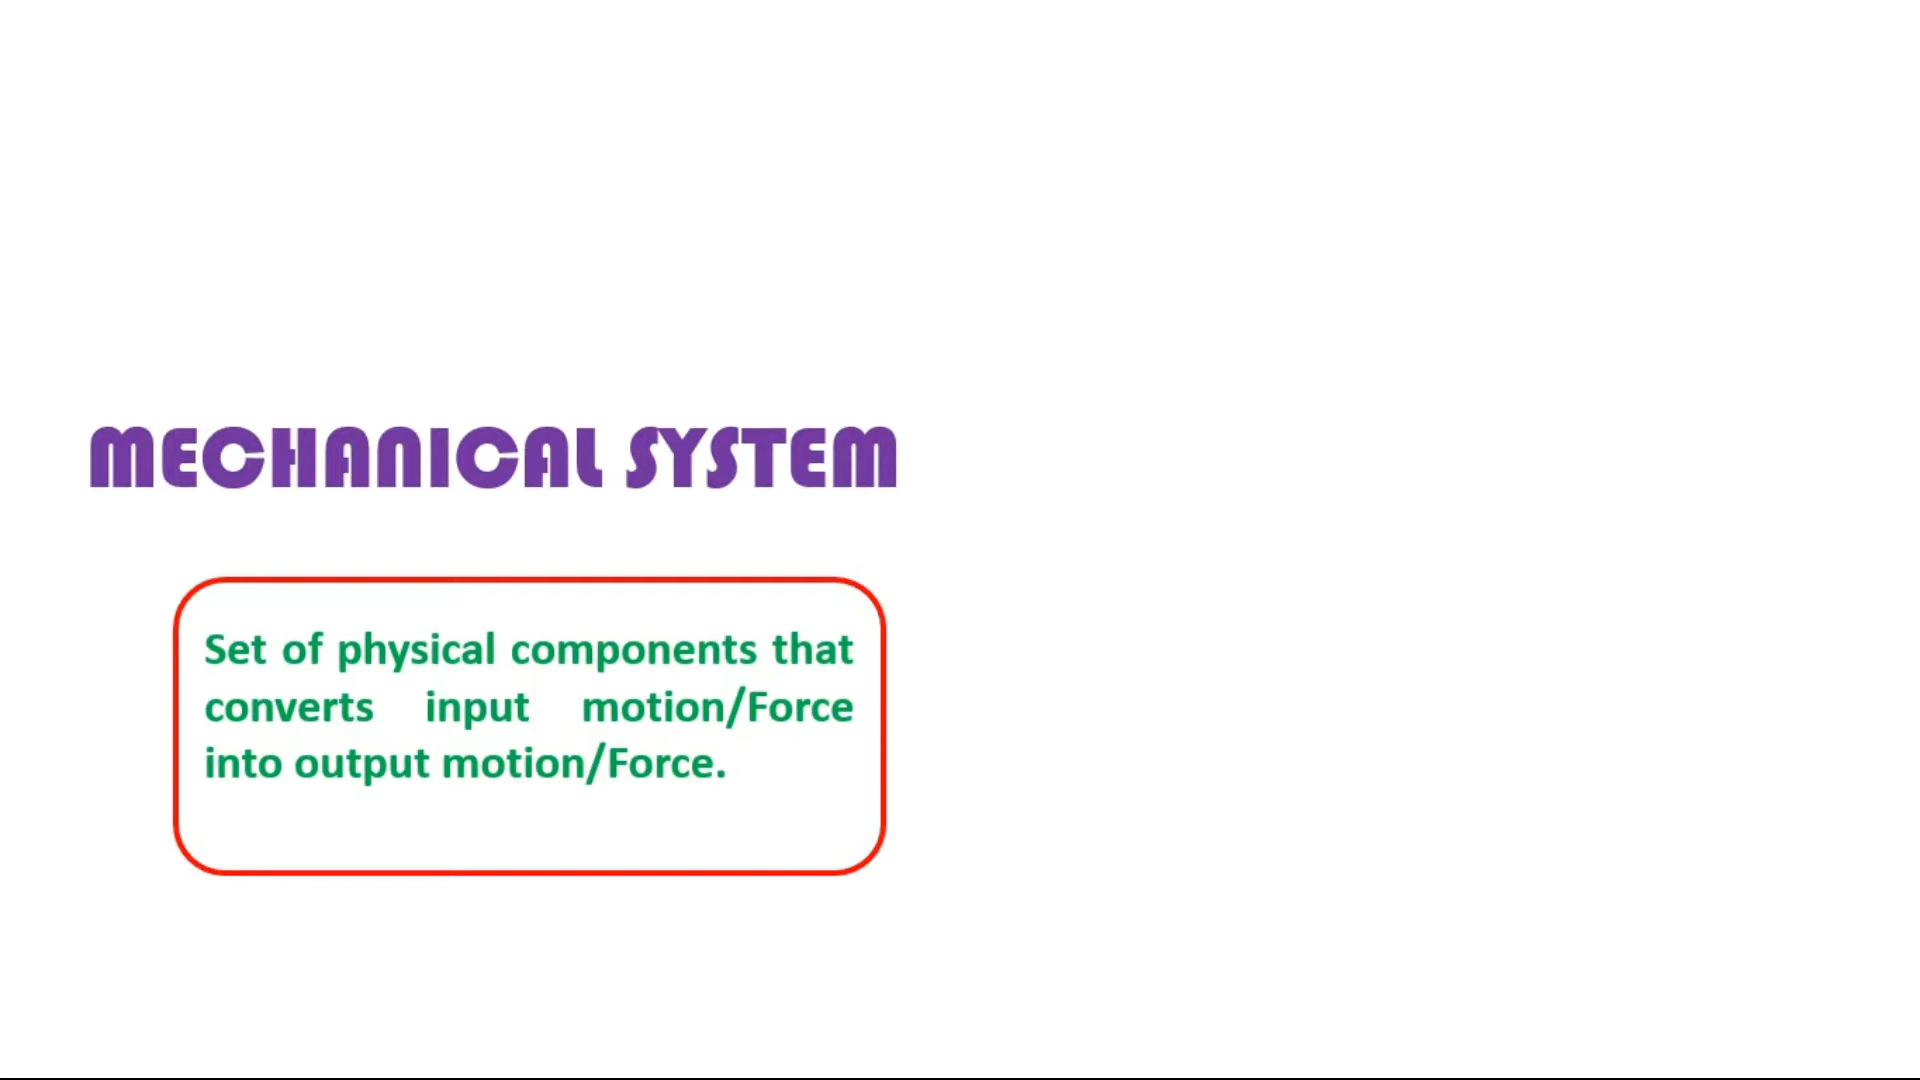 MECHANICAL SYSTEM
Set of physical components that
converts input motion/Force
into output motion/Force.